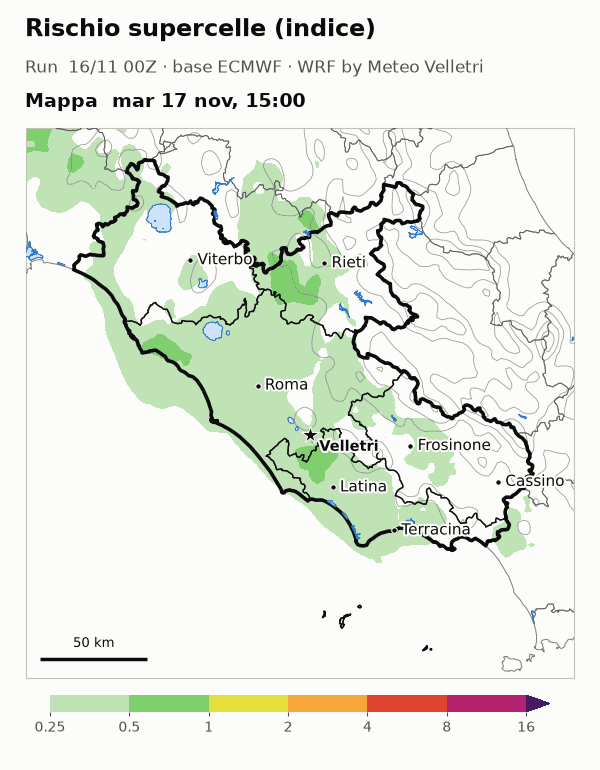 Rischio supercelle (indice)
Run  16/11 00Z · base ECMWF · WRF by Meteo Velletri
Mappa  mar 17 nov, 15:00
Viterbo
Rieti
Roma
Velletri
Frosinone
Cassino
Latina
Terracina
50 km
0.25 0.5 1 2 4 8 16